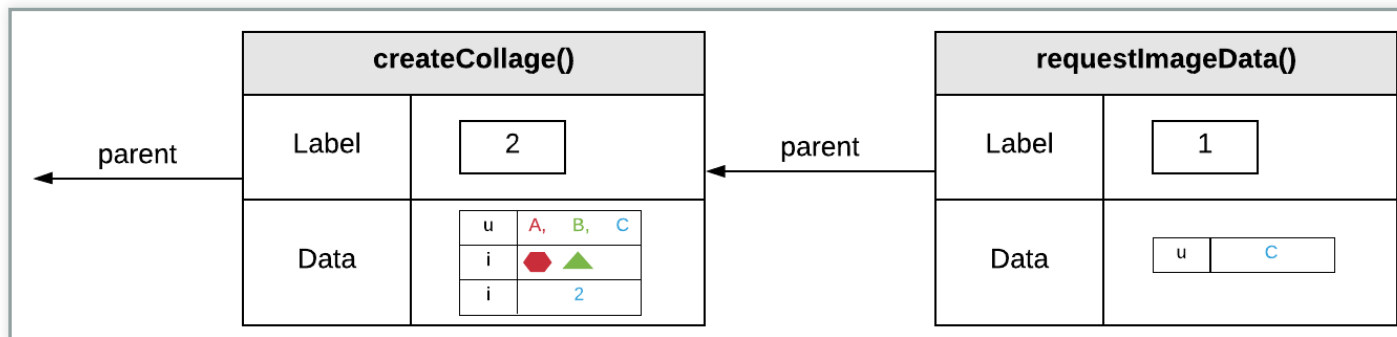 createCollage()
requestImageData()
parent
Label
2
parent
Label
1
Data
u
A, B, C
i
i
2
Data
u
C